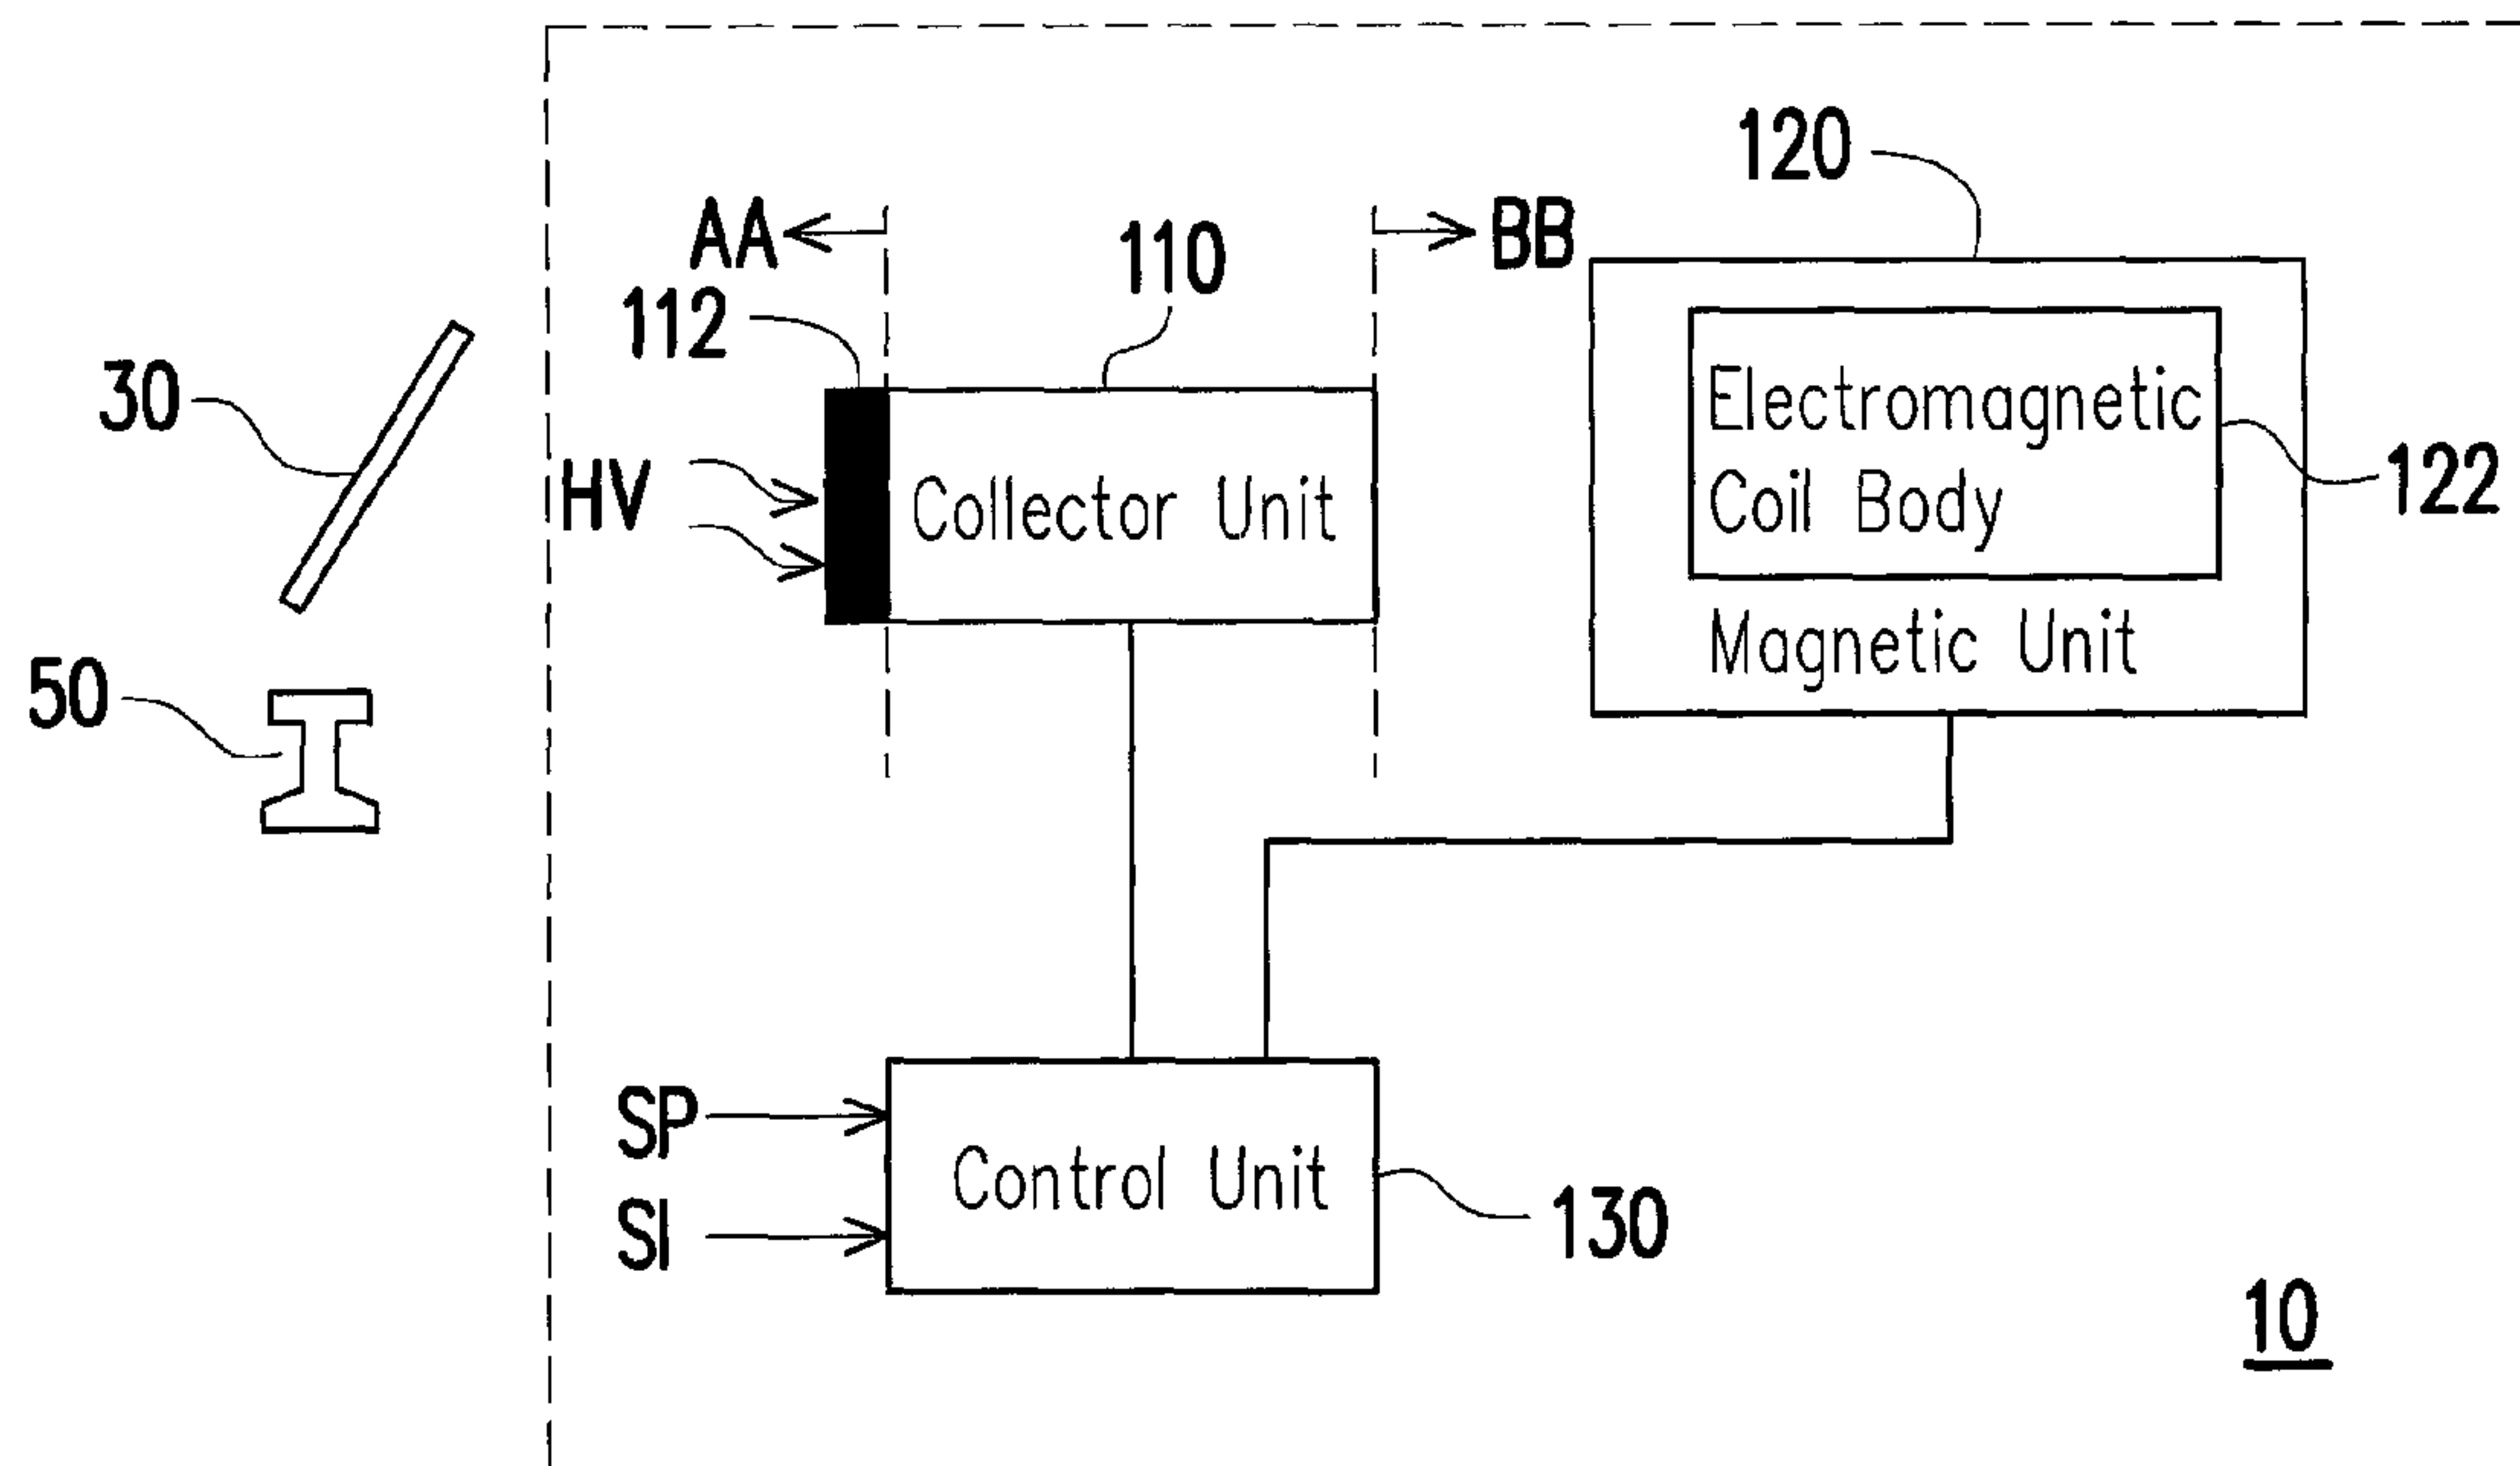 120
AA
BB
110
112
30
Electromagnetic
Coil Body
122
HV
Collector Unit
Magnetic Unit
50
SP
Control Unit
SI
130
10